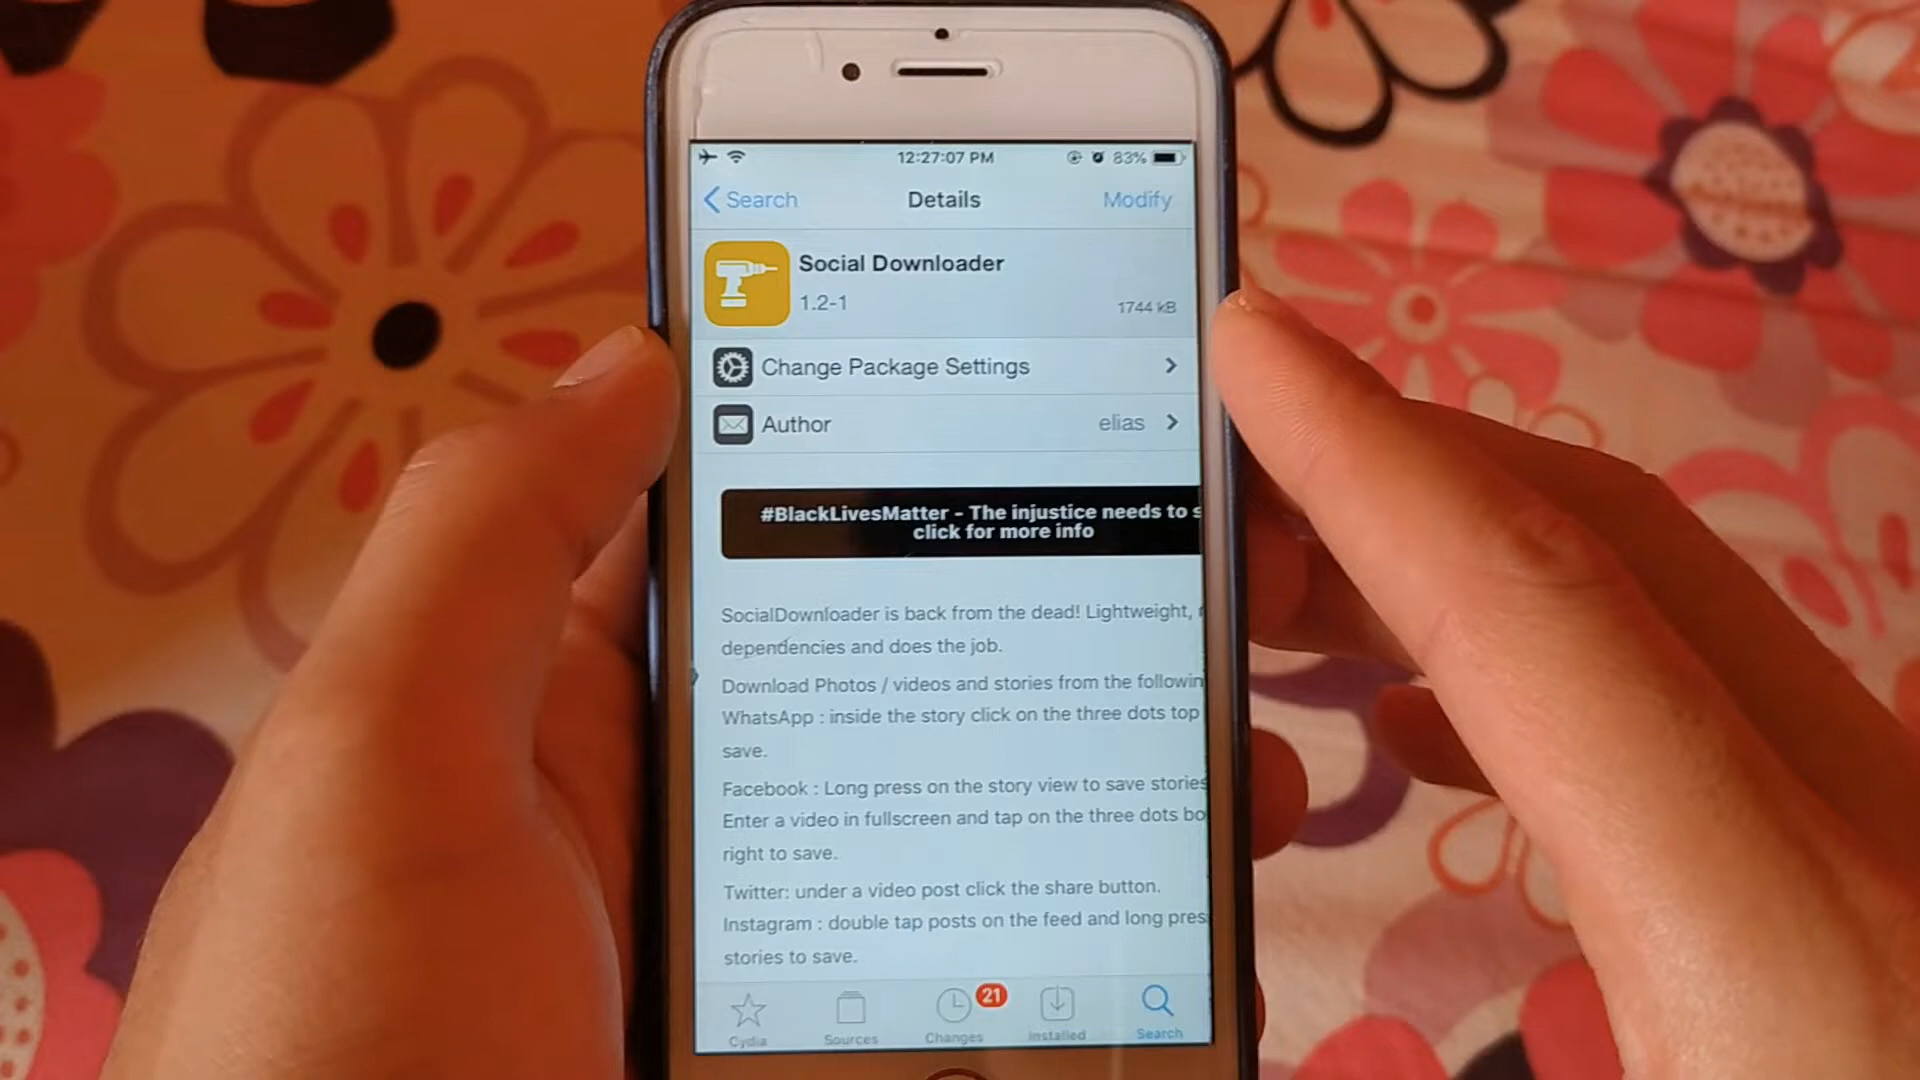 12:27:07 PM 83%
Search Details Modify
Social Downloader
1.2-1 1744 kB
Change Package Settings
Author elias
#BlackLivesMatter - The injustice needs to s
click for more info
SocialDownloader is back from the dead! Lightweight,
dependencies and does the job.
Download Photos / videos and stories from the followin
WhatsApp : inside the story click on the three dots top
save.
Facebook : Long press on the story view to save stories
Enter a video in fullscreen and tap on the three dots bo
right to save.
Twitter: under a video post click the share button.
Instagram : double tap posts on the feed and long pres
stories to save.
21
Cydia Sources Changes Installed Search